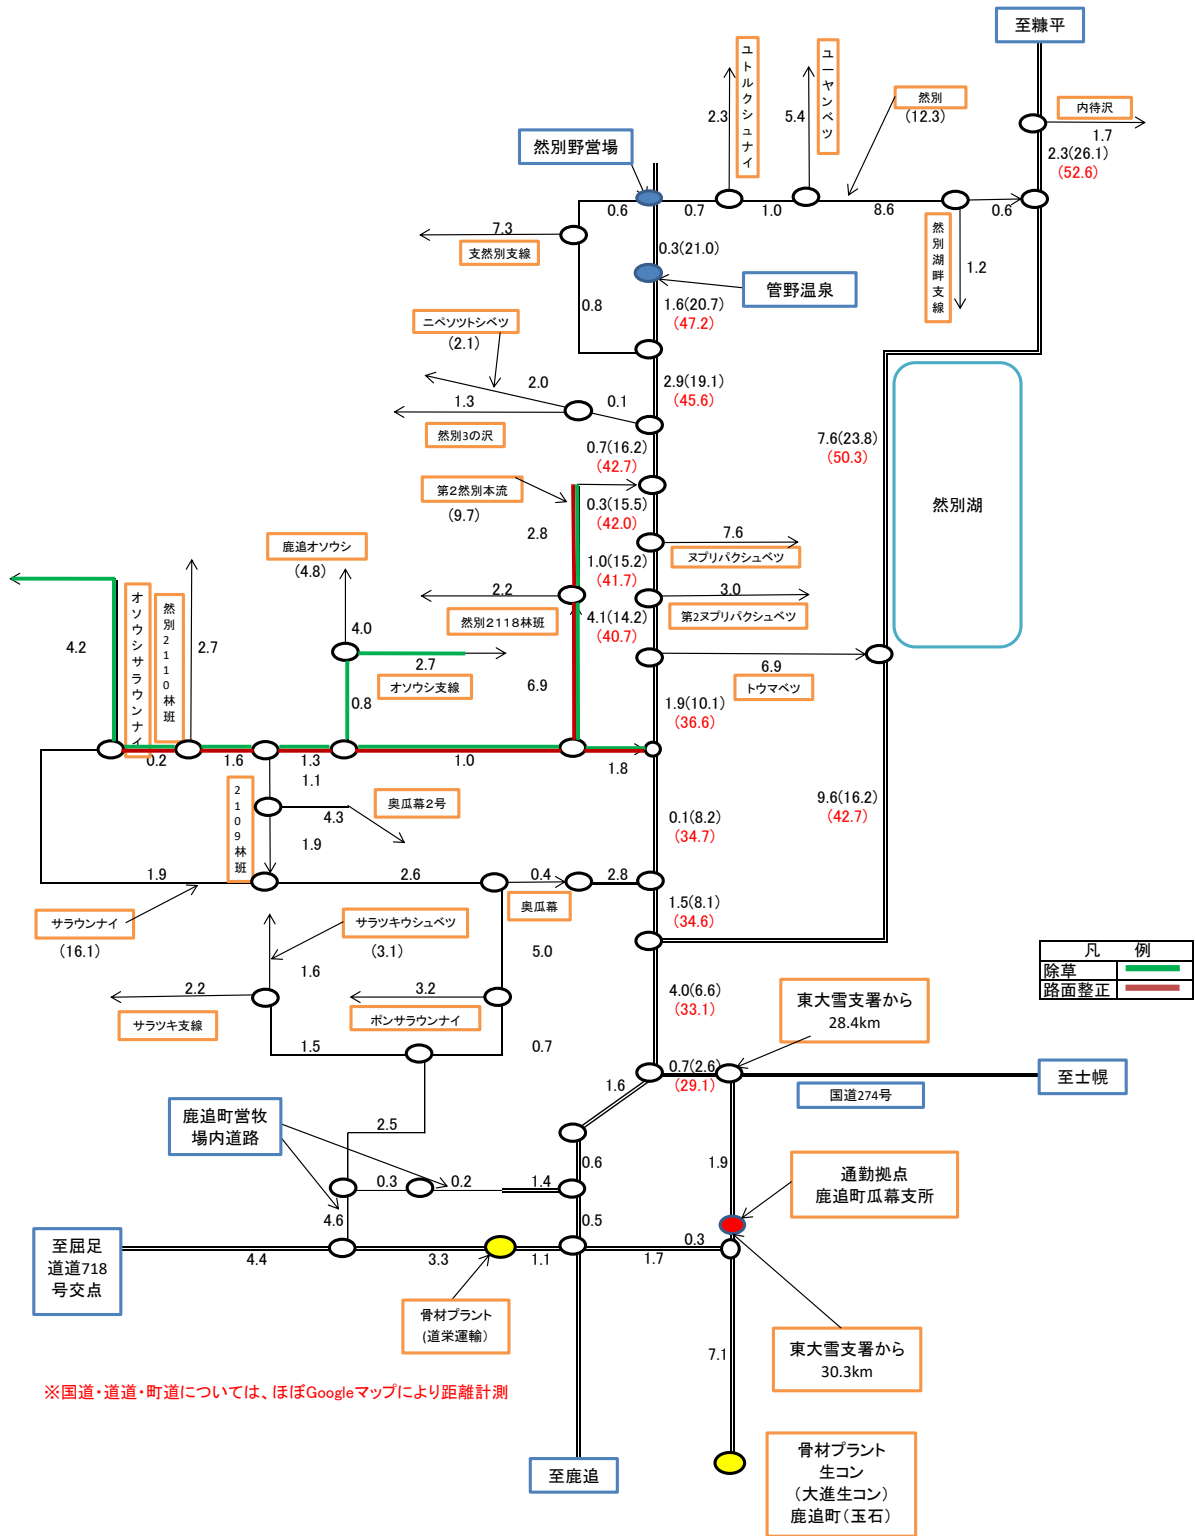 至糠平
ユトルクシュナイ
ユーヤンベツ
然別
(12.3)
内待沢
2.3
5.4
1.7
然別野営場
2.3(26.1)
(52.6)
0.6
0.7
1.0
8.6
0.6
7.3
支然別支線
0.3(21.0)
然別湖畔支線
1.2
管野温泉
0.8
1.6(20.7)
(47.2)
ニペソツトシベツ
(2.1)
2.0
2.9(19.1)
(45.6)
1.3
0.1
然別3の沢
0.7(16.2)
(42.7)
7.6(23.8)
(50.3)
第2然別本流
(9.7)
0.3(15.5)
(42.0)
然別湖
2.8
7.6
ヌプリパクシュベツ
鹿追オソウシ
(4.8)
1.0(15.2)
(41.7)
2.2
3.0
然別2118林班
第2ヌプリパクシュベツ
オソウシサラウンナイ
然別2110林班
4.2
2.7
4.0
4.1(14.2)
(40.7)
2.7
オソウシ支線
6.9
6.9
トウマベツ
0.8
1.9(10.1)
(36.6)
0.2
1.6
1.3
1.0
1.8
1.1
2109林班
4.3
奥瓜幕2号
0.1(8.2)
(34.7)
9.6(16.2)
(42.7)
1.9
1.9
2.6
0.4
2.8
奥瓜幕
サラウンナイ
(16.1)
サラツキウシュベツ
(3.1)
1.5(8.1)
(34.6)
5.0
1.6
凡 例
除草
路面整正
2.2
3.2
サラツキ支線
ポンサラウンナイ
4.0(6.6)
(33.1)
東大雪支署から
28.4km
1.5
0.7
0.7(2.6)
(29.1)
至士幌
国道274号
1.6
鹿追町営牧
場内道路
2.5
0.6
1.9
通勤拠点
鹿追町瓜幕支所
0.3
0.2
1.4
4.6
0.5
0.3
至屈足
道道718
号交点
4.4
3.3
1.1
1.7
骨材プラント
(道栄運輸)
東大雪支署から
30.3km
7.1
※国道・道道・町道については、ほぼGoogleマップにより距離計測
至鹿追
骨材プラント
生コン
(大進生コン)
鹿追町(玉石)